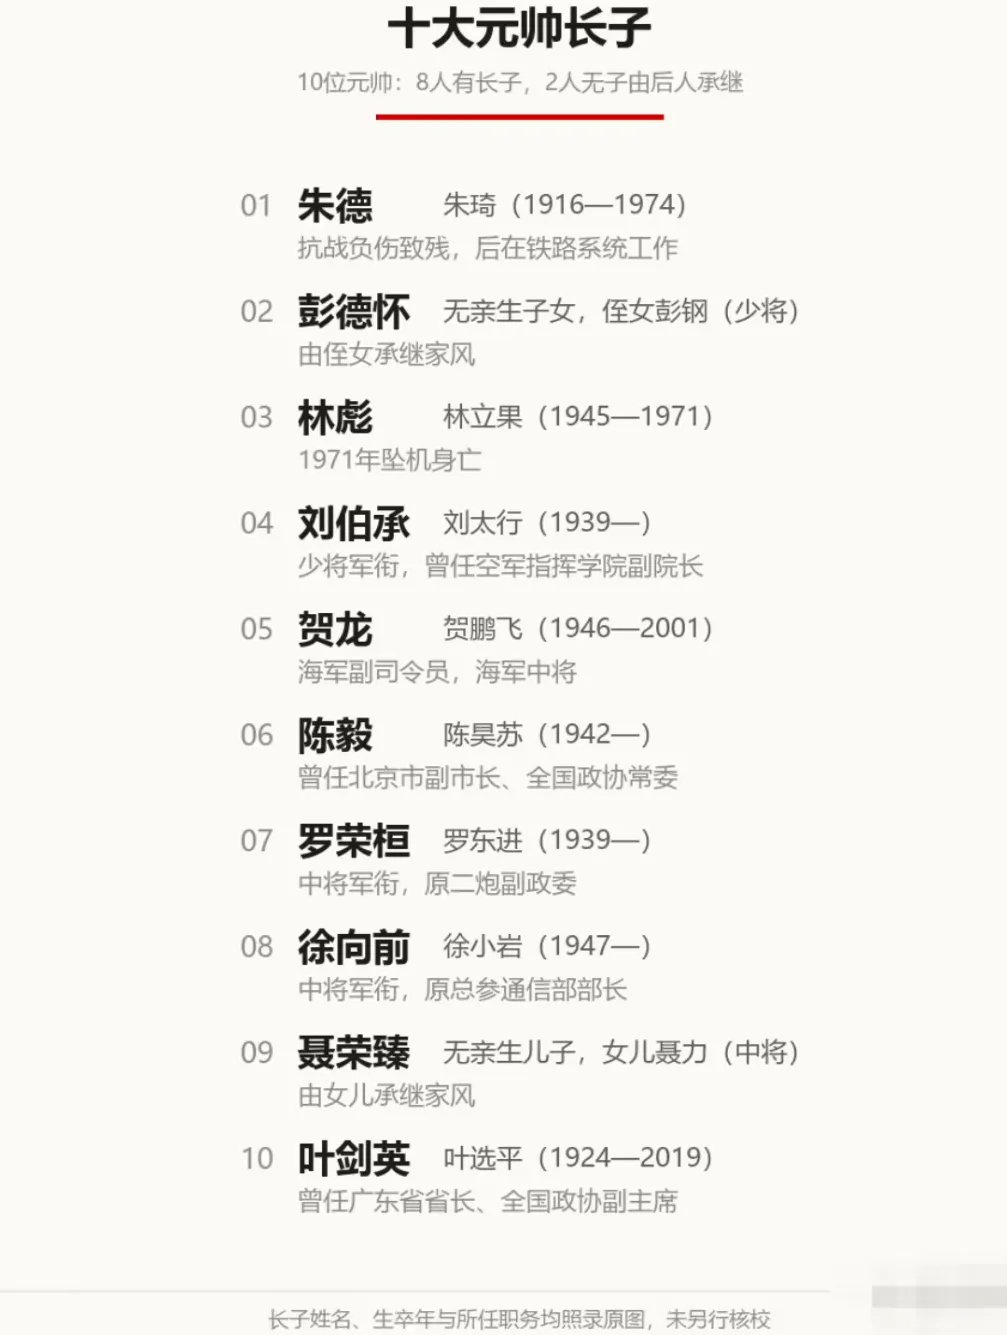 十大元帅长子
10位元帅：8人有长子，2人无子由后人承继
01 朱德 朱琦（1916—1974）
抗战负伤致残，后在铁路系统工作
02 彭德怀 无亲生子女，侄女彭钢（少将）
由侄女承继家风
03 林彪 林立果（1945—1971）
1971年坠机身亡
04 刘伯承 刘太行（1939—）
少将军衔，曾任空军指挥学院副院长
05 贺龙 贺鹏飞（1946—2001）
海军副司令员，海军中将
06 陈毅 陈昊苏（1942—）
曾任北京市副市长、全国政协常委
07 罗荣桓 罗东进（1939—）
中将军衔，原二炮副政委
08 徐向前 徐小岩（1947—）
中将军衔，原总参通信部部长
09 聂荣臻 无亲生儿子，女儿聂力（中将）
由女儿承继家风
10 叶剑英 叶选平（1924—2019）
曾任广东省省长、全国政协副主席
长子姓名、生卒年与所任职务均照录原图，未另行核校